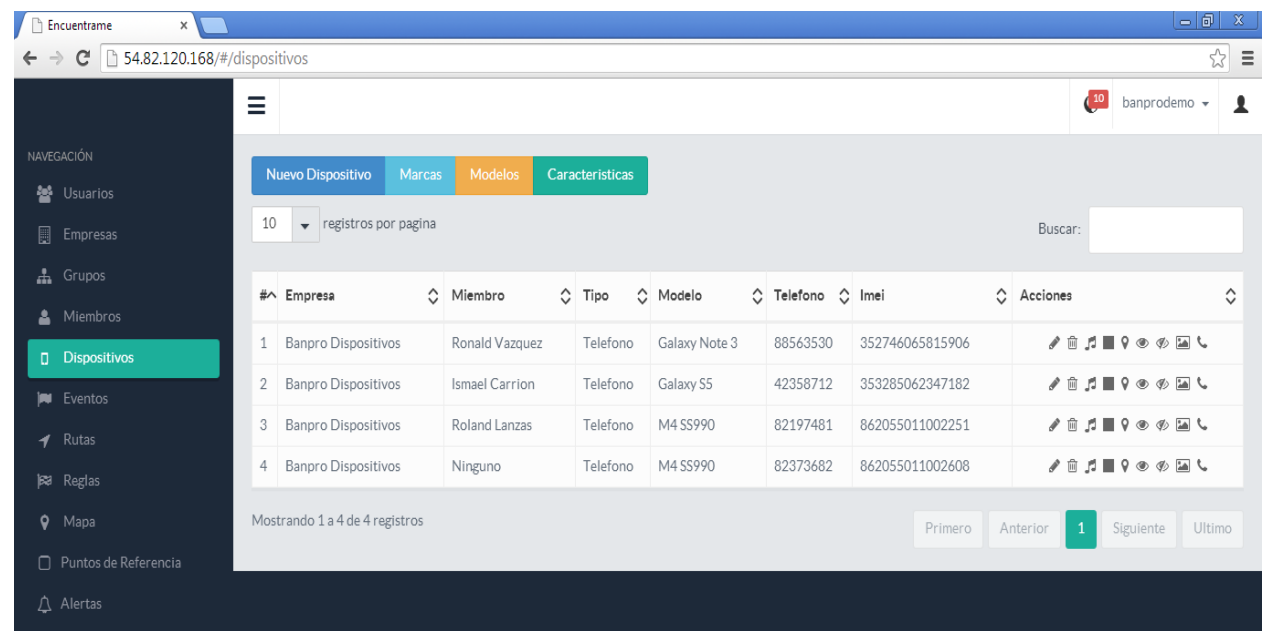 Encuentrame
54.82.120.168/#/dispositivos
10 banprodemo
NAVEGACIÓN
Usuarios
Empresas
Grupos
Miembros
Dispositivos
Eventos
Rutas
Reglas
Mapa
Puntos de Referencia
Alertas
Nuevo Dispositivo Marcas Modelos Caracteristicas
10 registros por pagina
Buscar:
# Empresa Miembro Tipo Modelo Telefono Imei Acciones
1 Banpro Dispositivos Ronald Vazquez Telefono Galaxy Note 3 88563530 352746065815906
2 Banpro Dispositivos Ismael Carrion Telefono Galaxy S5 42358712 353285062347182
3 Banpro Dispositivos Roland Lanzas Telefono M4 SS990 82197481 862055011002251
4 Banpro Dispositivos Ninguno Telefono M4 SS990 82373682 862055011002608
Mostrando 1 a 4 de 4 registros
Primero Anterior 1 Siguiente Ultimo